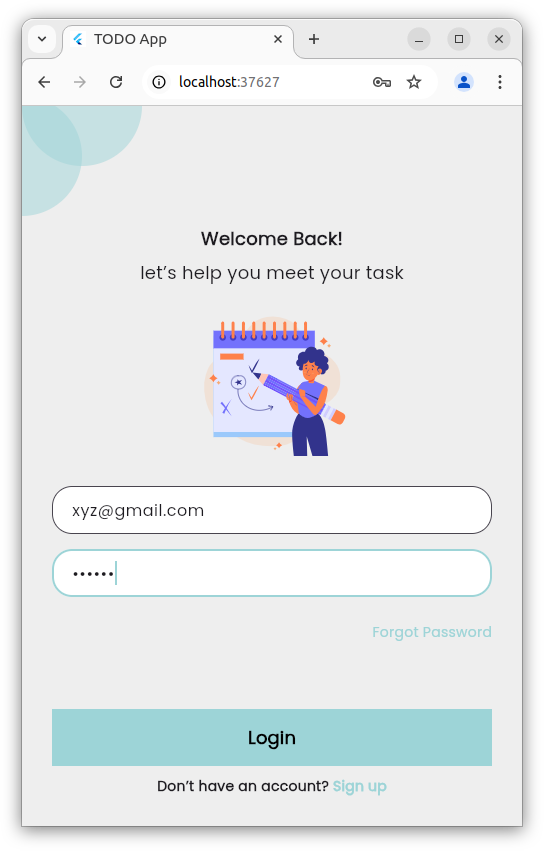 TODO App
localhost:37627
Welcome Back!
let’s help you meet your task
xyz@gmail.com
••••••
Forgot Password
Login
Don’t have an account? Sign up